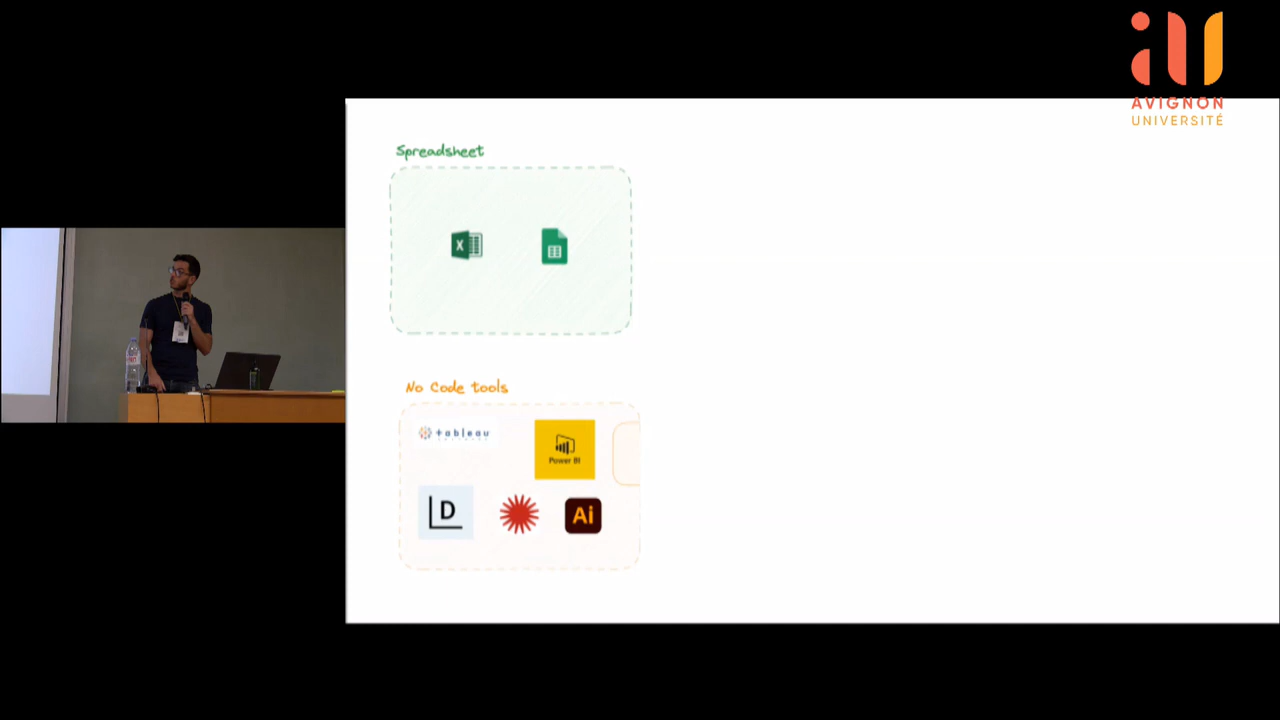 AVIGNON
UNIVERSITÉ
Spreadsheet
X
No Code tools
tableau
Power BI
D
Ai